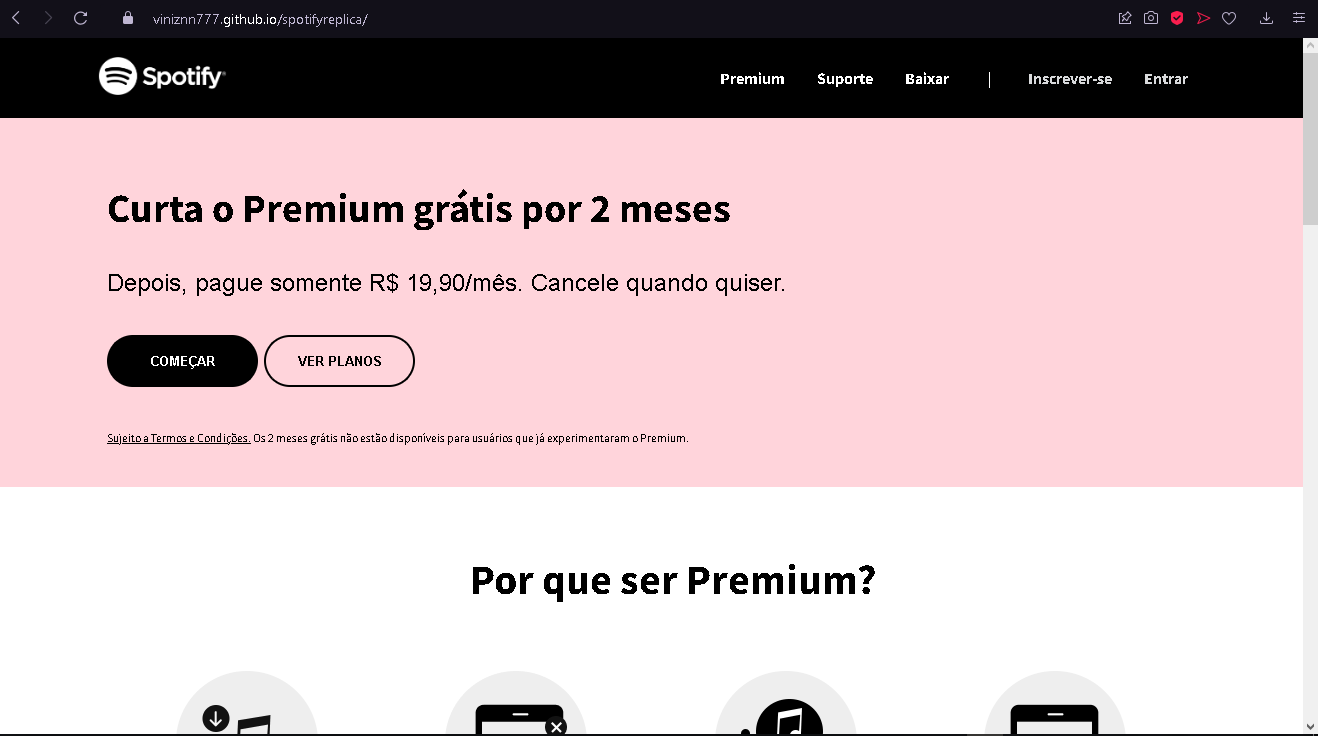 viniznn777.github.io/spotifyreplica/
Spotify
Premium Suporte Baixar | Inscrever-se Entrar
Curta o Premium grátis por 2 meses
Depois, pague somente R$ 19,90/mês. Cancele quando quiser.
COMEÇAR VER PLANOS
Sujeito a Termos e Condições. Os 2 meses grátis não estão disponíveis para usuários que já experimentaram o Premium.
Por que ser Premium?